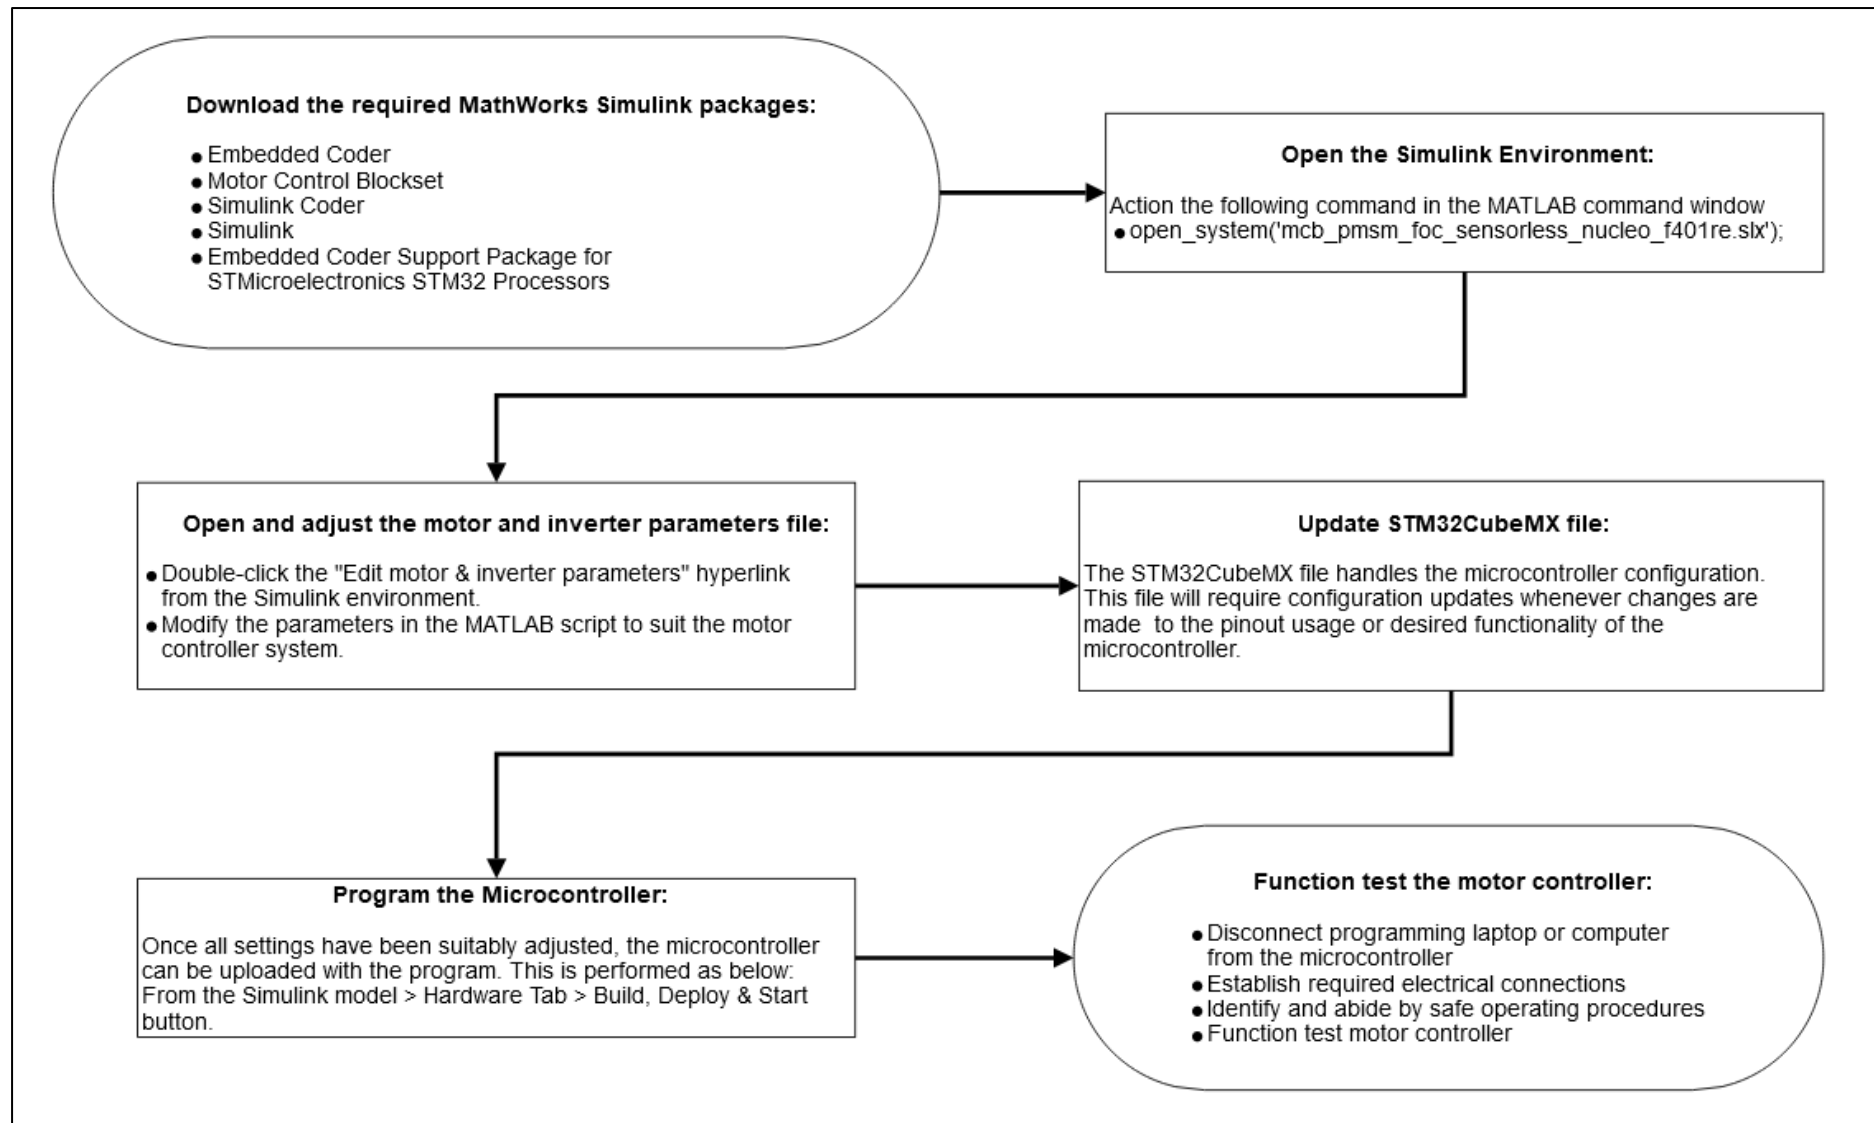 Download the required MathWorks Simulink packages:
● Embedded Coder
● Motor Control Blockset
● Simulink Coder
● Simulink
● Embedded Coder Support Package for
STMicroelectronics STM32 Processors
Open the Simulink Environment:
Action the following command in the MATLAB command window
● open_system('mcb_pmsm_foc_sensorless_nucleo_f401re.slx');
Open and adjust the motor and inverter parameters file:
● Double-click the "Edit motor & inverter parameters" hyperlink
from the Simulink environment.
● Modify the parameters in the MATLAB script to suit the motor
controller system.
Update STM32CubeMX file:
The STM32CubeMX file handles the microcontroller configuration.
This file will require configuration updates whenever changes are
made  to the pinout usage or desired functionality of the
microcontroller.
Program the Microcontroller:
Once all settings have been suitably adjusted, the microcontroller
can be uploaded with the program. This is performed as below:
From the Simulink model > Hardware Tab > Build, Deploy & Start
button.
Function test the motor controller:
● Disconnect programming laptop or computer
from the microcontroller
● Establish required electrical connections
● Identify and abide by safe operating procedures
● Function test motor controller